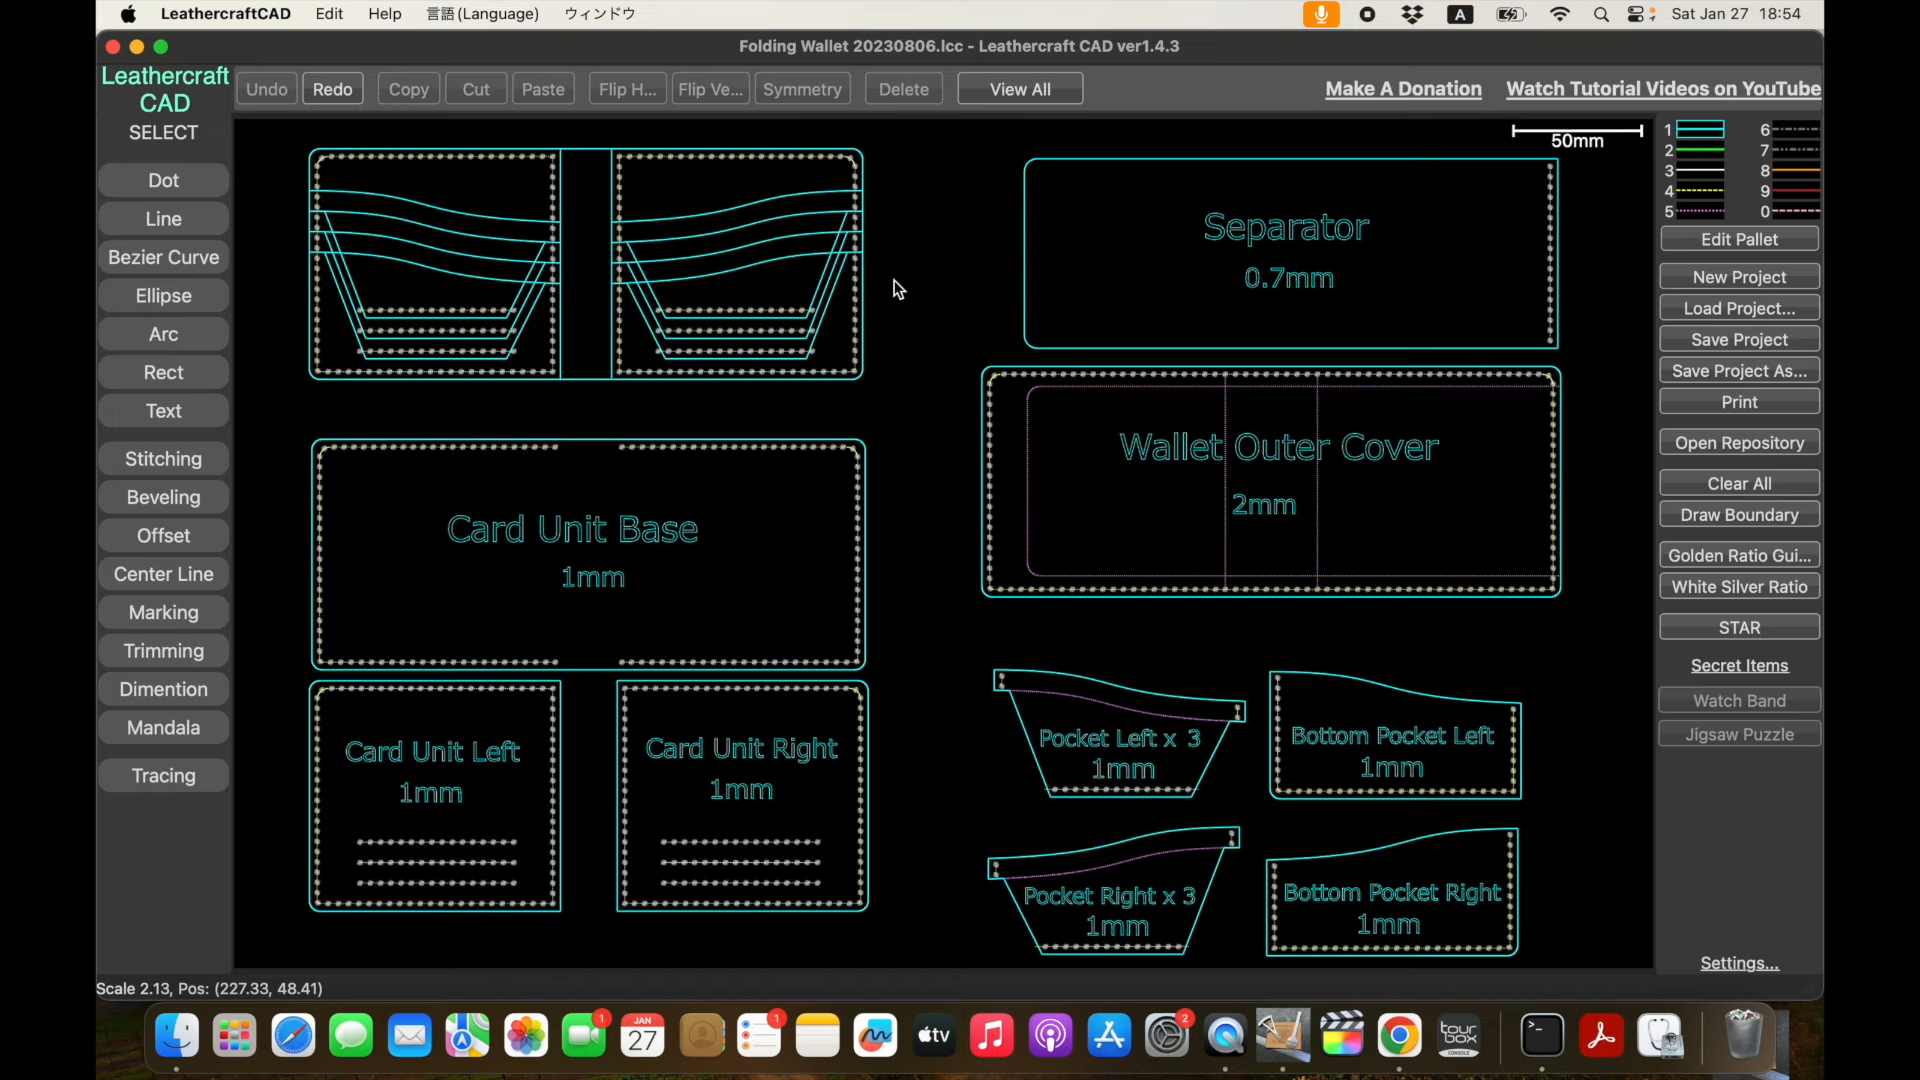 LeathercraftCAD Edit Help 言語(Language) ウィンドウ
A
Sat Jan 27 18:54
Folding Wallet 20230806.lcc - Leathercraft CAD ver1.4.3
Leathercraft
CAD
SELECT
Undo Redo Copy Cut Paste Flip H... Flip Ve... Symmetry Delete View All
Make A Donation Watch Tutorial Videos on YouTube
Dot
Line
Bezier Curve
Ellipse
Arc
Rect
Text
Stitching
Beveling
Offset
Center Line
Marking
Trimming
Dimention
Mandala
Tracing
50mm
Separator
0.7mm
Wallet Outer Cover
2mm
Card Unit Base
1mm
Card Unit Left
1mm
Card Unit Right
1mm
Pocket Left x 3
1mm
Bottom Pocket Left
1mm
Pocket Right x 3
1mm
Bottom Pocket Right
1mm
1 6
2 7
3 8
4 9
5 0
Edit Pallet
New Project
Load Project...
Save Project
Save Project As...
Print
Open Repository
Clear All
Draw Boundary
Golden Ratio Gui...
White Silver Ratio
STAR
Secret Items
Watch Band
Jigsaw Puzzle
Settings...
Scale 2.13, Pos: (227.33, 48.41)
1
JAN
27
1
tv
2
tour
box
CONSOLE